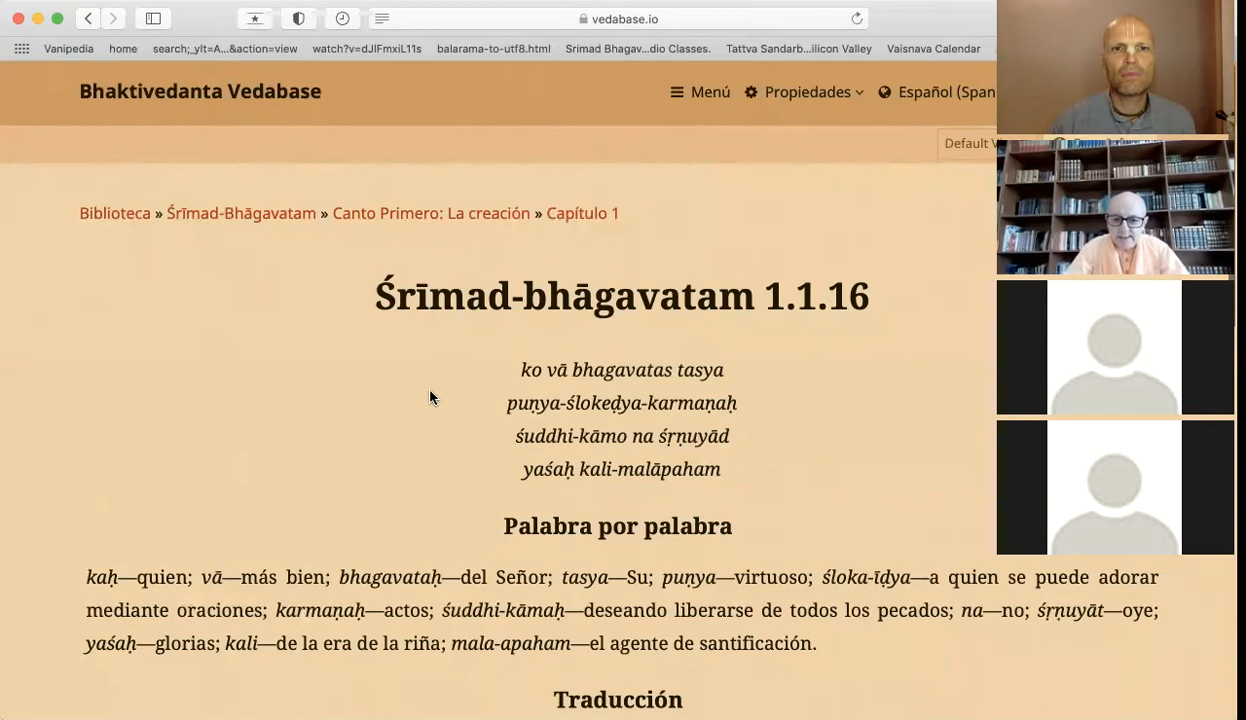 vedabase.io
Vanipedia home search;_ylt=A...&action=view watch?v=dJIFmxiL11s balarama-to-utf8.html Srimad Bhagav...dio Classes. Tattva Sandarb...ilicon Valley Vaisnava Calendar
Bhaktivedanta Vedabase Menú Propiedades Español (Span
Default V
Biblioteca » Śrīmad-Bhāgavatam » Canto Primero: La creación » Capítulo 1
Śrīmad-bhāgavatam 1.1.16
ko vā bhagavatas tasya
puṇya-ślokeḍya-karmaṇaḥ
śuddhi-kāmo na śṛṇuyād
yaśaḥ kali-malāpaham
Palabra por palabra
kaḥ—quien; vā—más bien; bhagavataḥ—del Señor; tasya—Su; puṇya—virtuoso; śloka-īḍya—a quien se puede adorar
mediante oraciones; karmaṇaḥ—actos; śuddhi-kāmaḥ—deseando liberarse de todos los pecados; na—no; śṛṇuyāt—oye;
yaśaḥ—glorias; kali—de la era de la riña; mala-apaham—el agente de santificación.
Traducción